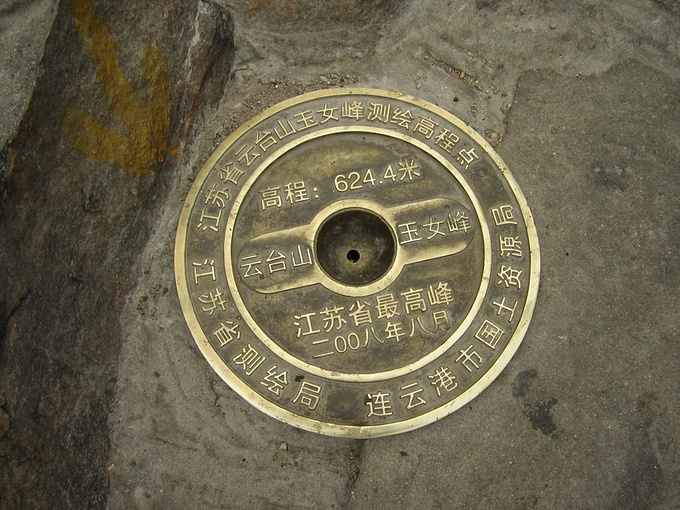 江苏省云台山玉女峰测绘高程点
高程：624.4米
云台山 玉女峰
江苏省最高峰
二00八年八月
江苏省测绘局 连云港市国土资源局